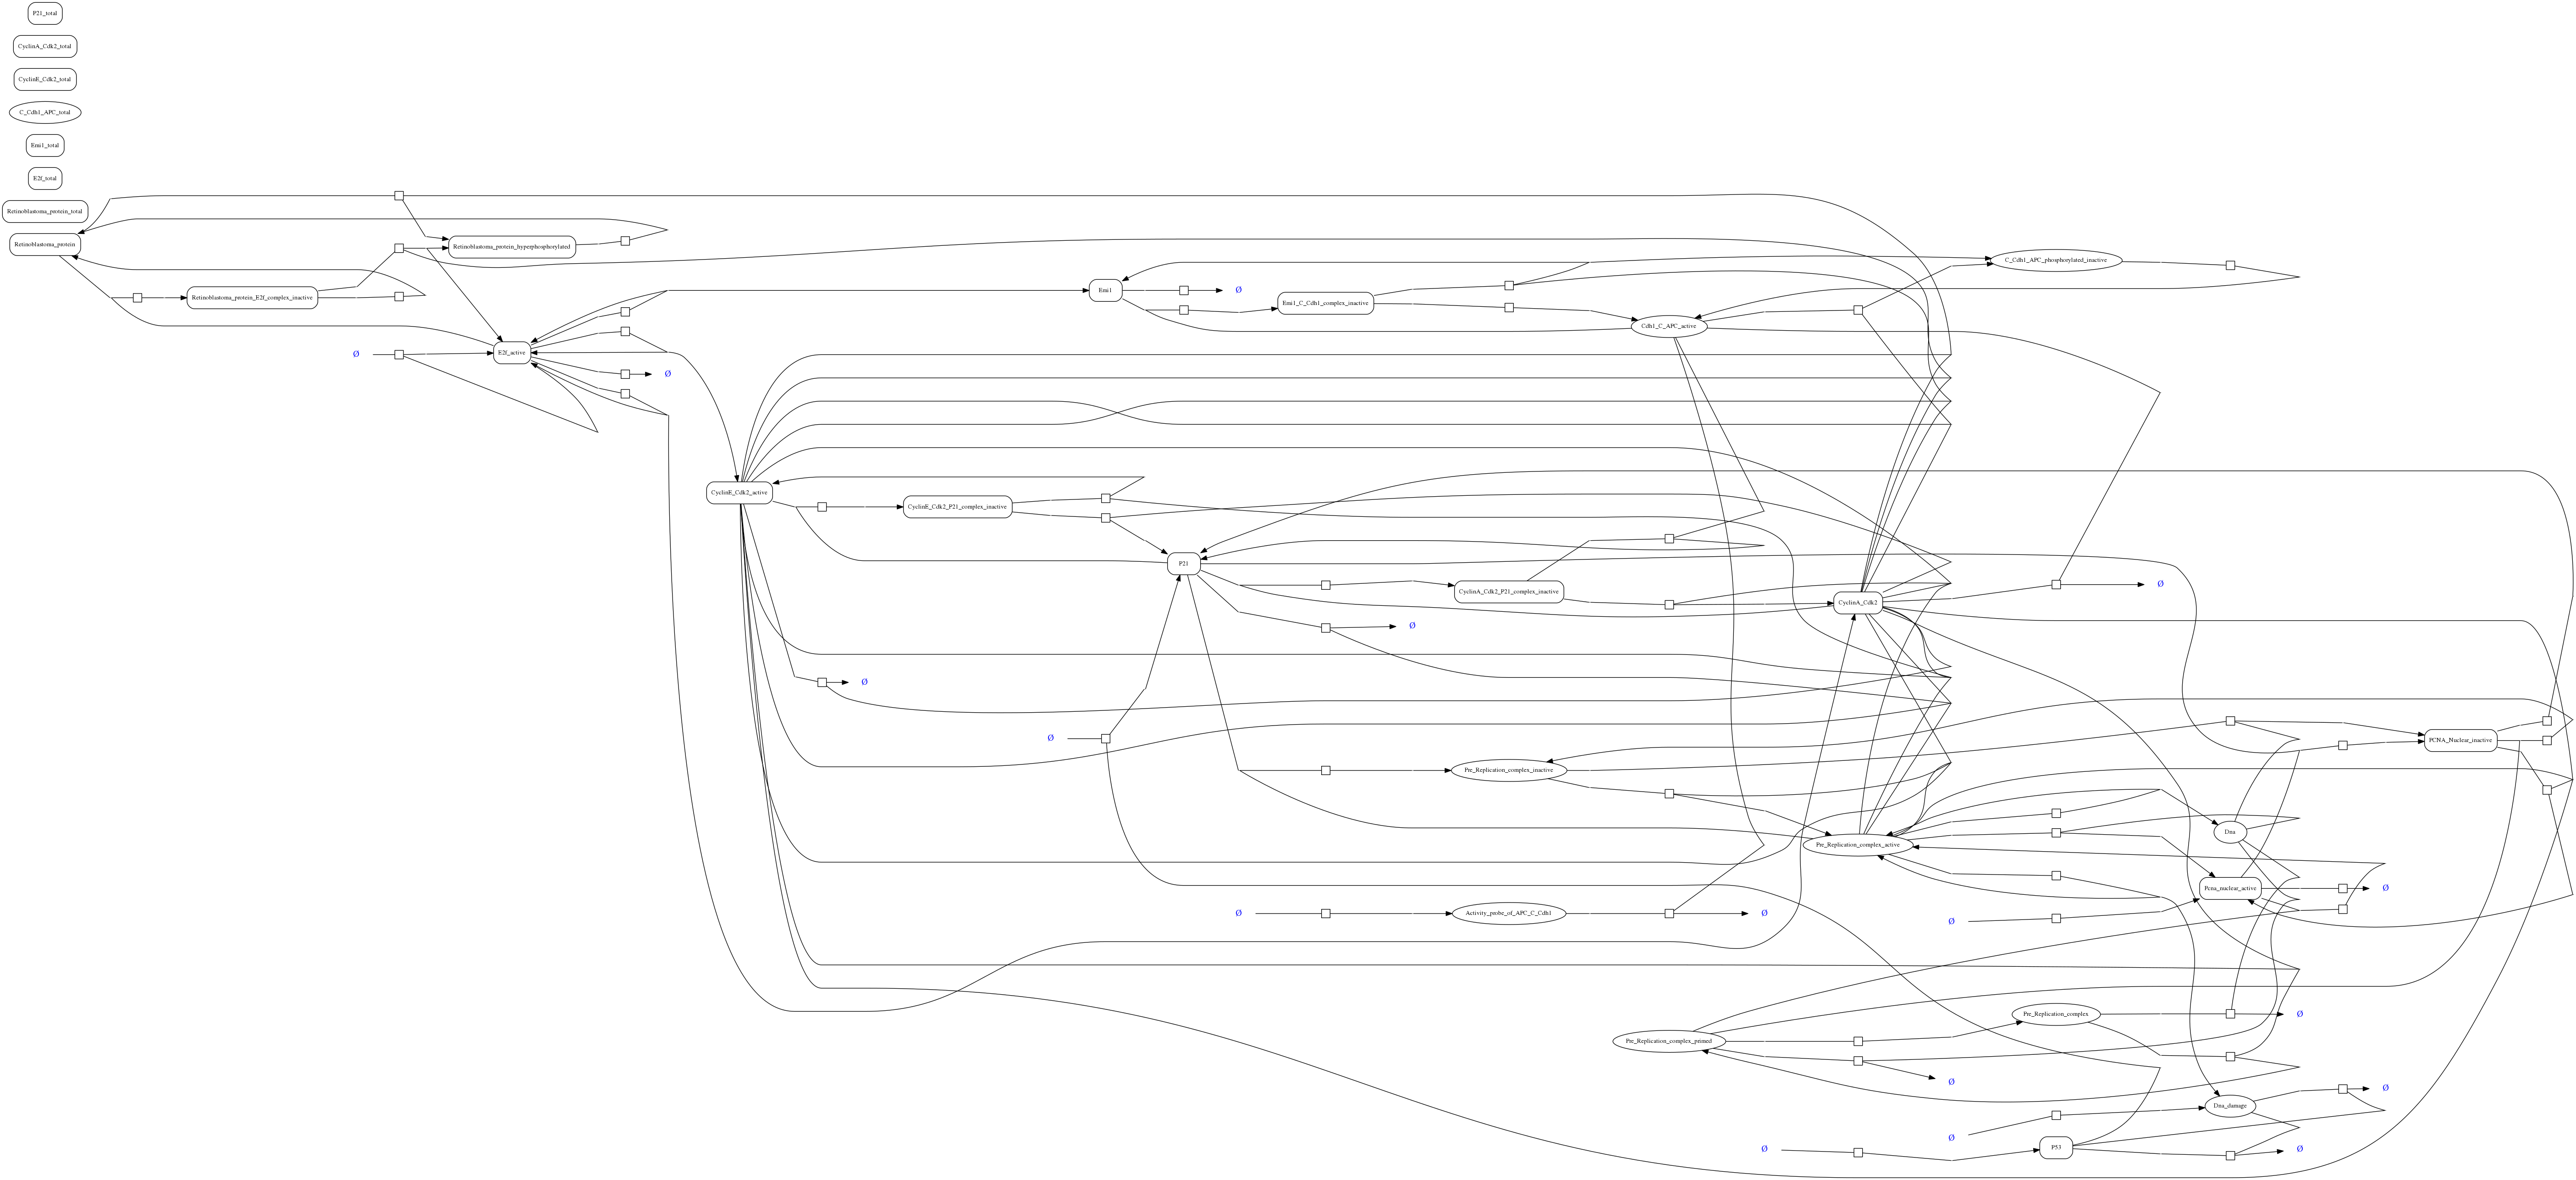 P21_total
CyclinA_Cdk2_total
CyclinE_Cdk2_total
C_Cdh1_APC_total
Emi1_total
E2f_total
Retinoblastoma_protein_total
Retinoblastoma_protein
Retinoblastoma_protein_hyperphosphorylated
C_Cdh1_APC_phosphorylated_inactive
Retinoblastoma_protein_E2f_complex_inactive
Emi1
Ø
Emi1_C_Cdh1_complex_inactive
Cdh1_C_APC_active
Ø
E2f_active
Ø
CyclinE_Cdk2_active
CyclinE_Cdk2_P21_complex_inactive
P21
CyclinA_Cdk2_P21_complex_inactive
CyclinA_Cdk2
Ø
Ø
Ø
Ø
PCNA_Nuclear_inactive
Pre_Replication_complex_inactive
Dna
Pre_Replication_complex_active
Pcna_nuclear_active
Ø
Ø
Activity_probe_of_APC_C_Cdh1
Ø
Ø
Pre_Replication_complex
Ø
Pre_Replication_complex_primed
Ø
Ø
Dna_damage
Ø
Ø
P53
Ø